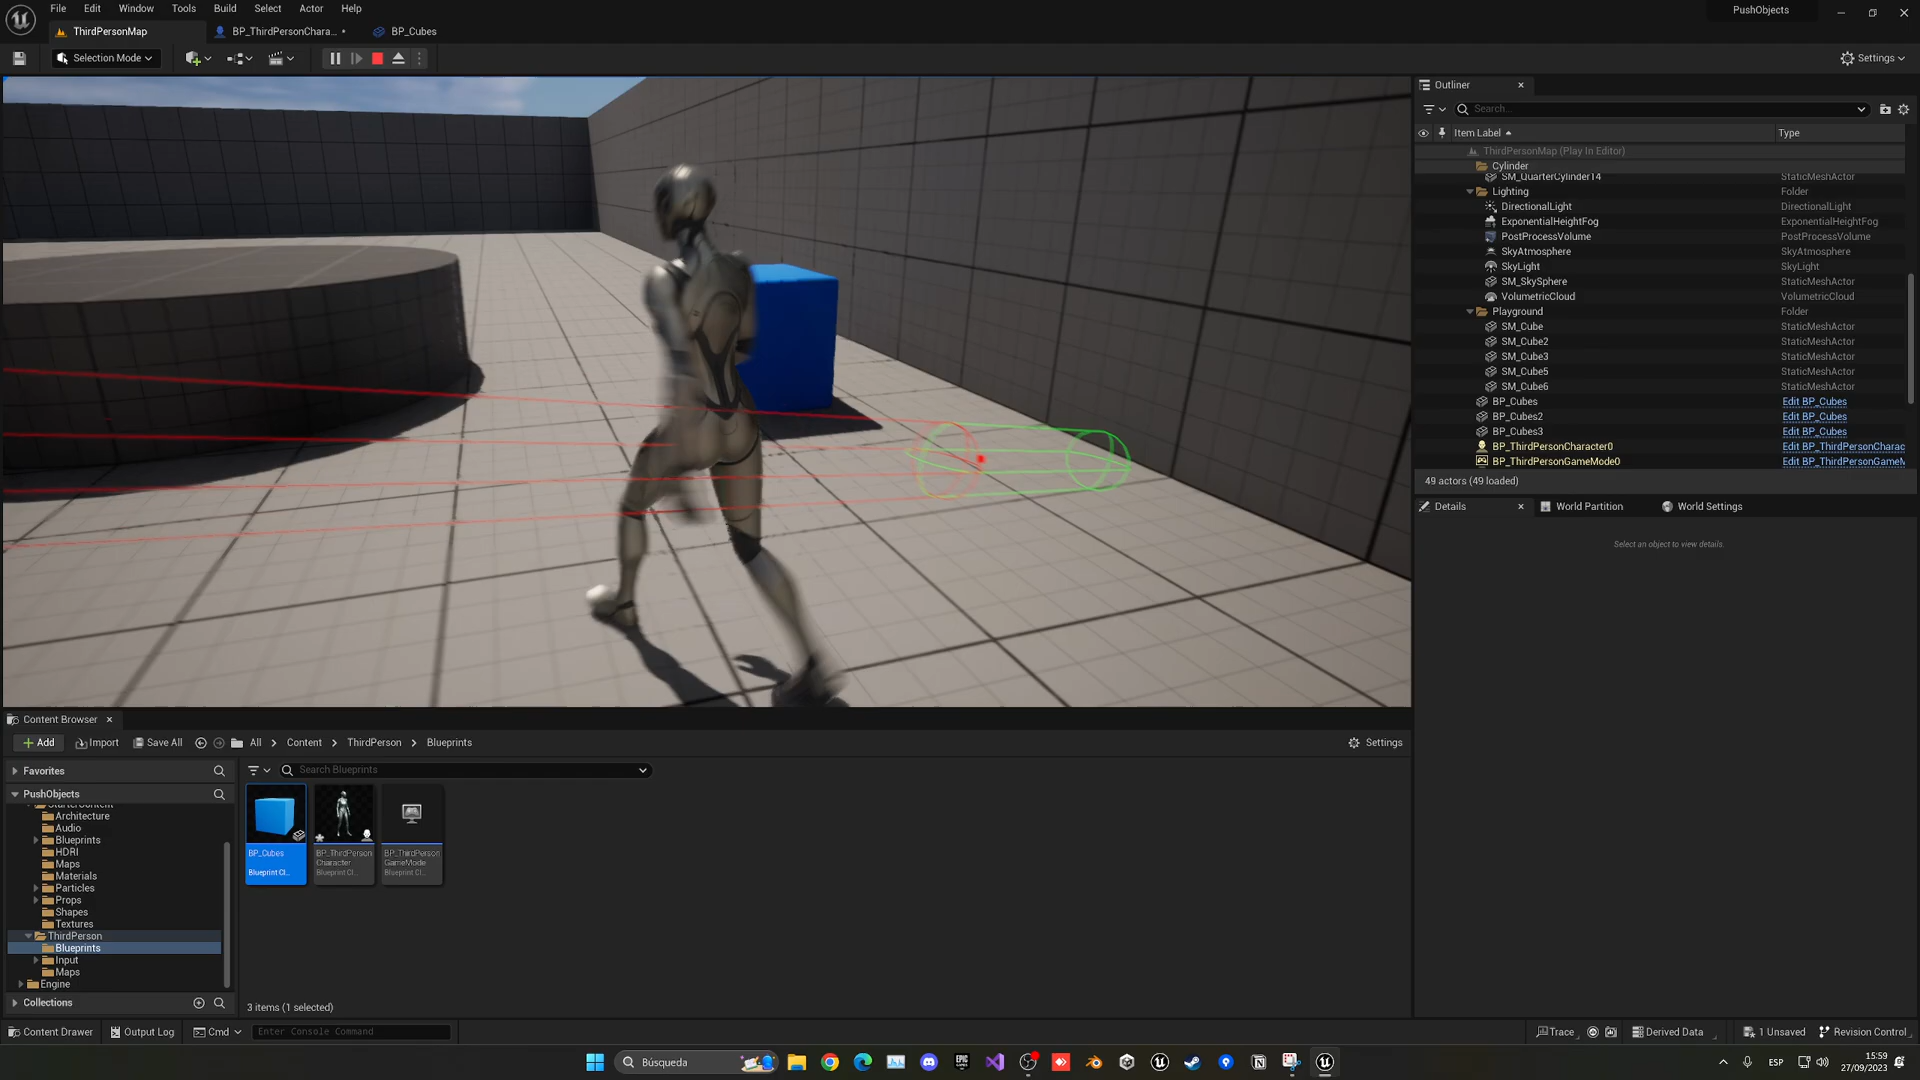 File Edit Window Tools Build Select Actor Help
PushObjects
ThirdPersonMap
BP_ThirdPersonChara...
BP_Cubes
Selection Mode
Settings
Outliner
Search...
Item Label
Type
ThirdPersonMap (Play In Editor)
Cylinder
SM_QuarterCylinder14 StaticMeshActor
Lighting Folder
DirectionalLight DirectionalLight
ExponentialHeightFog ExponentialHeightFog
PostProcessVolume PostProcessVolume
SkyAtmosphere SkyAtmosphere
SkyLight SkyLight
SM_SkySphere StaticMeshActor
VolumetricCloud VolumetricCloud
Playground Folder
SM_Cube StaticMeshActor
SM_Cube2 StaticMeshActor
SM_Cube3 StaticMeshActor
SM_Cube5 StaticMeshActor
SM_Cube6 StaticMeshActor
BP_Cubes Edit BP_Cubes
BP_Cubes2 Edit BP_Cubes
BP_Cubes3 Edit BP_Cubes
BP_ThirdPersonCharacter0 Edit BP_ThirdPersonCharac
BP_ThirdPersonGameMode0 Edit BP_ThirdPersonGameM
49 actors (49 loaded)
Details
World Partition
World Settings
Select an object to view details.
Content Browser
Add
Import
Save All
All
Content
ThirdPerson
Blueprints
Settings
Favorites
PushObjects
StarterContent
Architecture
Audio
Blueprints
HDRI
Maps
Materials
Particles
Props
Shapes
Textures
ThirdPerson
Blueprints
Input
Maps
Engine
Collections
Search Blueprints
BP_Cubes
Blueprint Cl...
BP_ThirdPerson
Character
Blueprint Cl...
BP_ThirdPerson
GameMode
Blueprint Cl...
3 items (1 selected)
Content Drawer
Output Log
Cmd
Enter Console Command
Trace
Derived Data
1 Unsaved
Revision Control
Búsqueda
ESP
15:59
27/09/2023